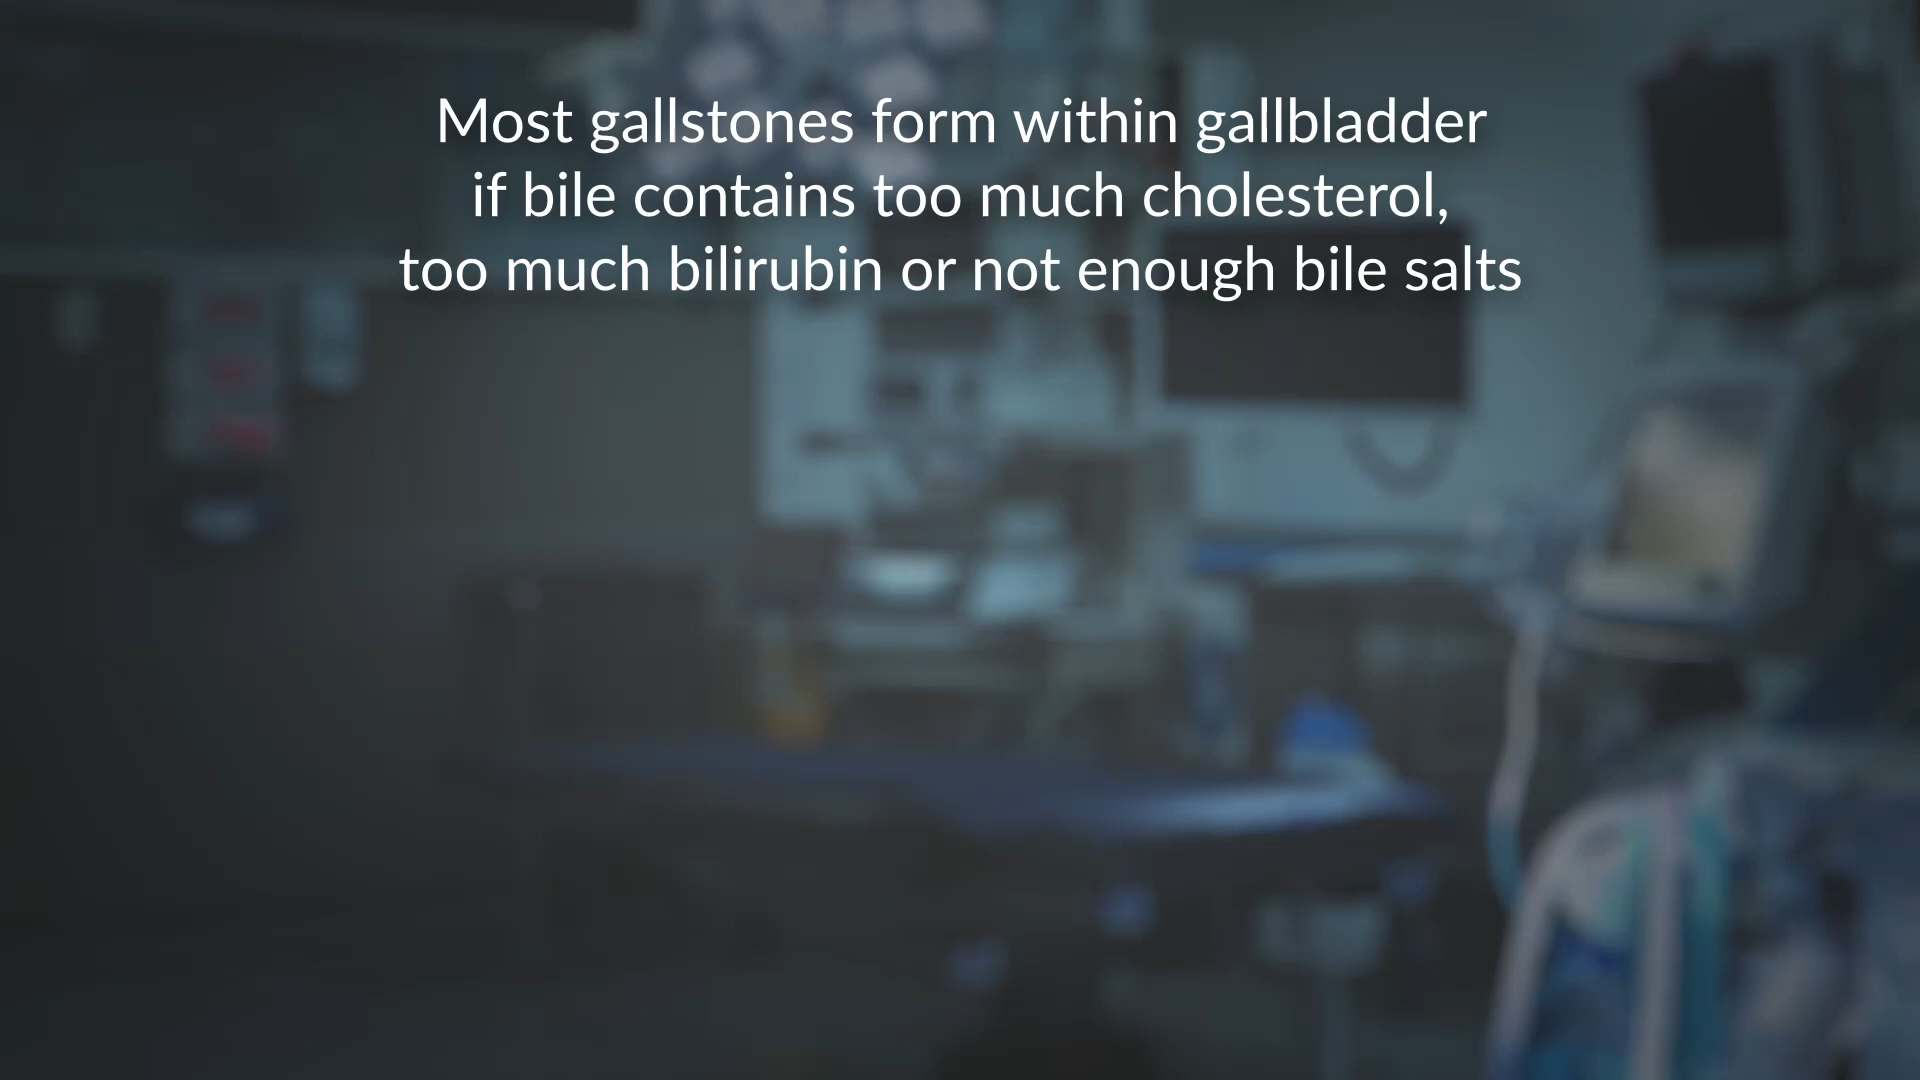 Most gallstones form within gallbladder
if bile contains too much cholesterol,
too much bilirubin or not enough bile salts